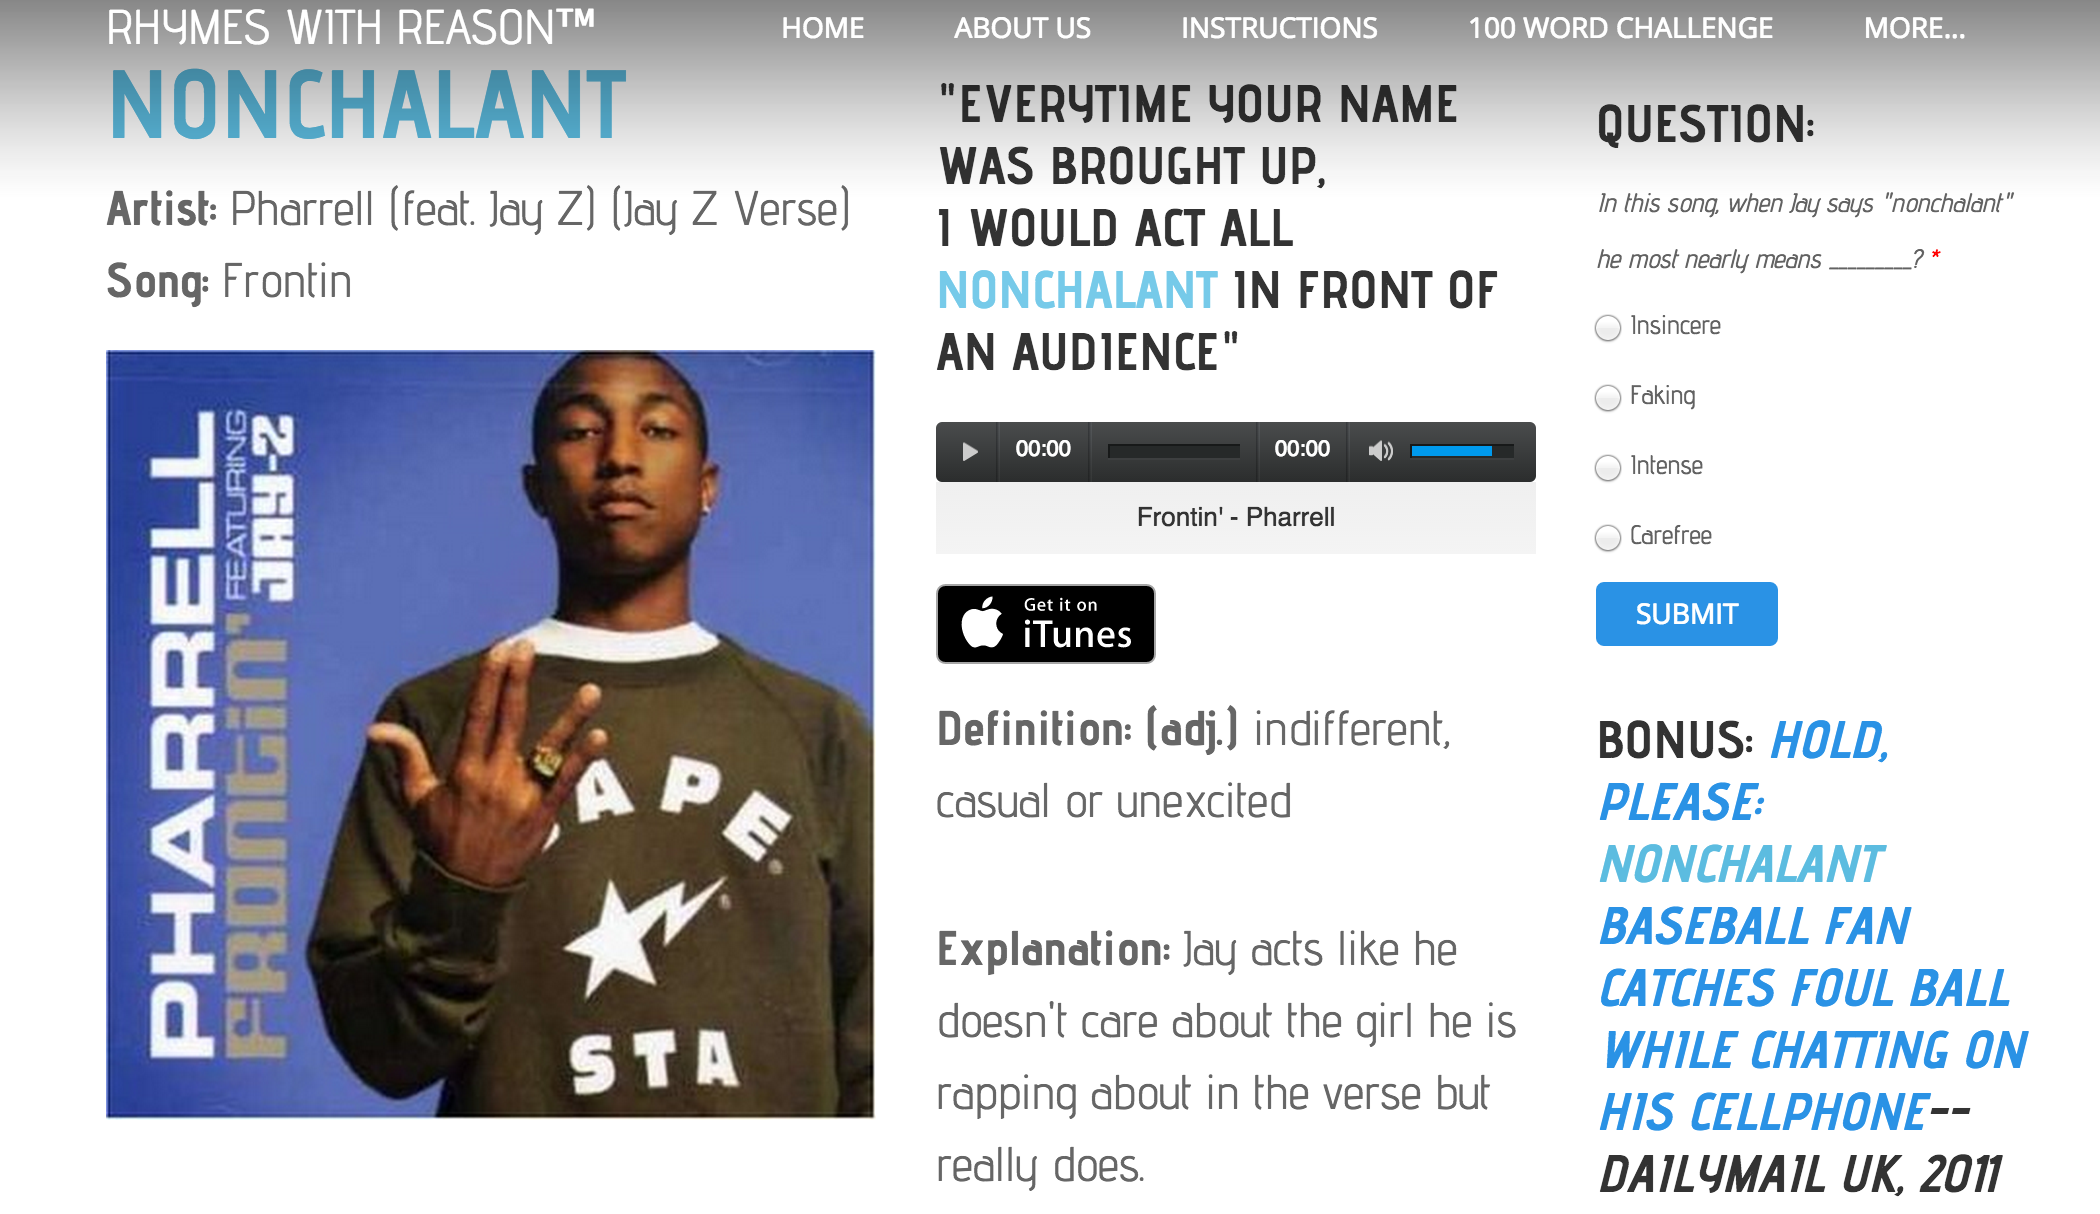 RHYMES WITH REASON™
HOME
ABOUT US
INSTRUCTIONS
100 WORD CHALLENGE
MORE...
NONCHALANT
Artist: Pharrell (feat. Jay Z) (Jay Z Verse)
Song: Frontin
PHARRELL
FEATURING
JAY-Z
FRONTIN'
BAPE
STA
"EVERYTIME YOUR NAME
WAS BROUGHT UP,
I WOULD ACT ALL
NONCHALANT IN FRONT OF
AN AUDIENCE"
00:00
00:00
Frontin' - Pharrell
Get it on
iTunes
Definition: (adj.) indifferent,
casual or unexcited
Explanation: Jay acts like he
doesn't care about the girl he is
rapping about in the verse but
really does.
QUESTION:
In this song, when Jay says "nonchalant"
he most nearly means _________? *
Insincere
Faking
Intense
Carefree
SUBMIT
BONUS: HOLD,
PLEASE:
NONCHALANT
BASEBALL FAN
CATCHES FOUL BALL
WHILE CHATTING ON
HIS CELLPHONE--
DAILYMAIL UK, 2011